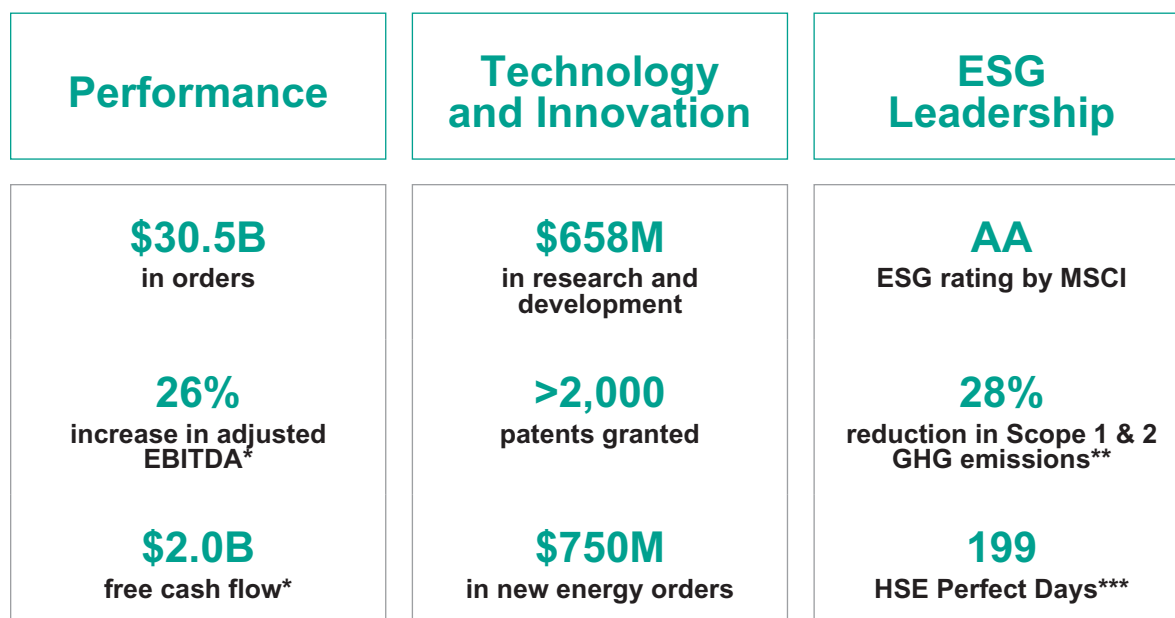 Performance
$30.5B
in orders
26%
increase in adjusted
EBITDA*
$2.0B
free cash flow*
Technology
and Innovation
$658M
in research and
development
>2,000
patents granted
$750M
in new energy orders
ESG
Leadership
AA
ESG rating by MSCI
28%
reduction in Scope 1 & 2
GHG emissions**
199
HSE Perfect Days***